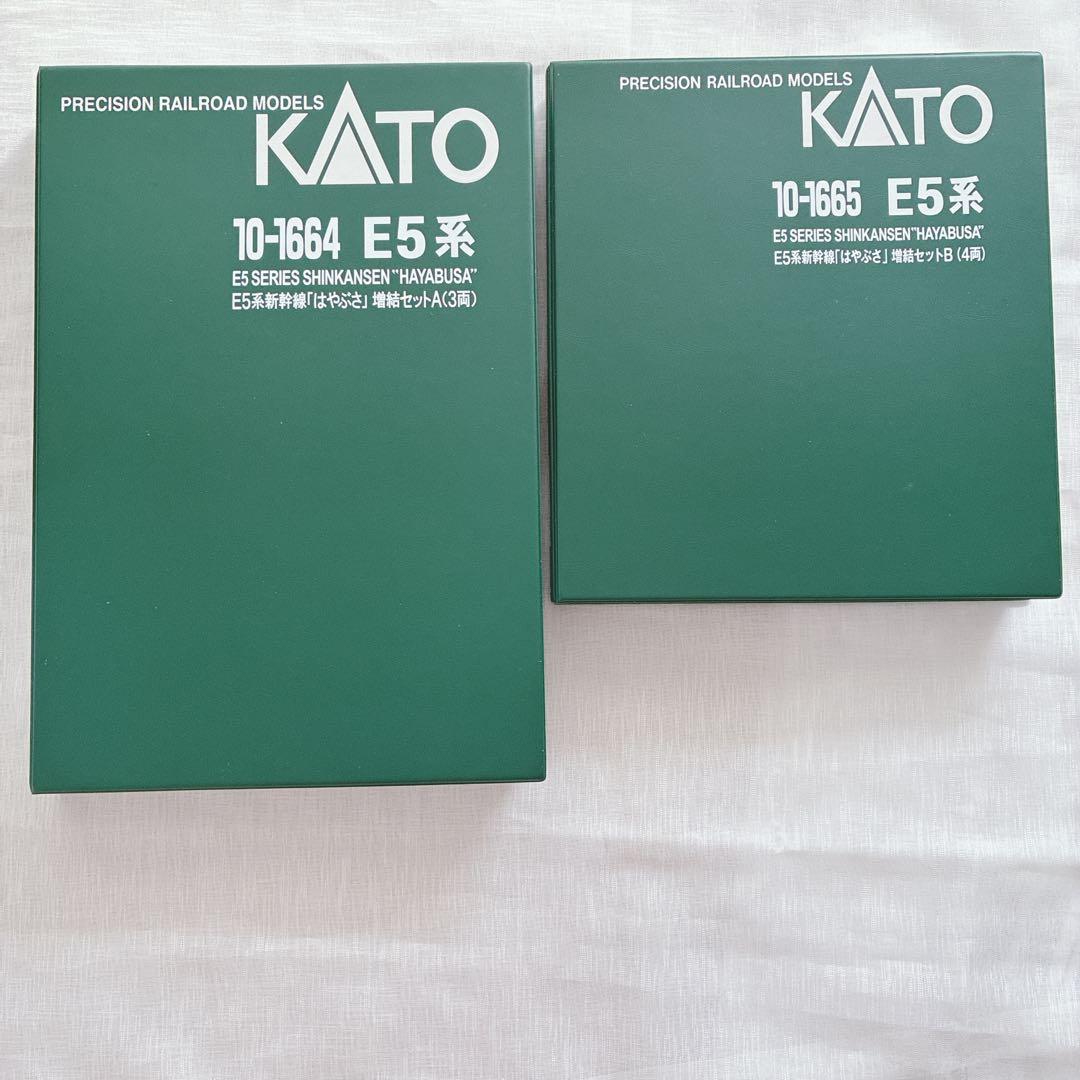 PRECISION RAILROAD MODELS
KATO
10-1664 E5系
E5 SERIES SHINKANSEN "HAYABUSA"
E5系新幹線「はやぶさ」増結セットA(3両)
PRECISION RAILROAD MODELS
KATO
10-1665 E5系
E5 SERIES SHINKANSEN "HAYABUSA"
E5系新幹線「はやぶさ」増結セットB(4両)